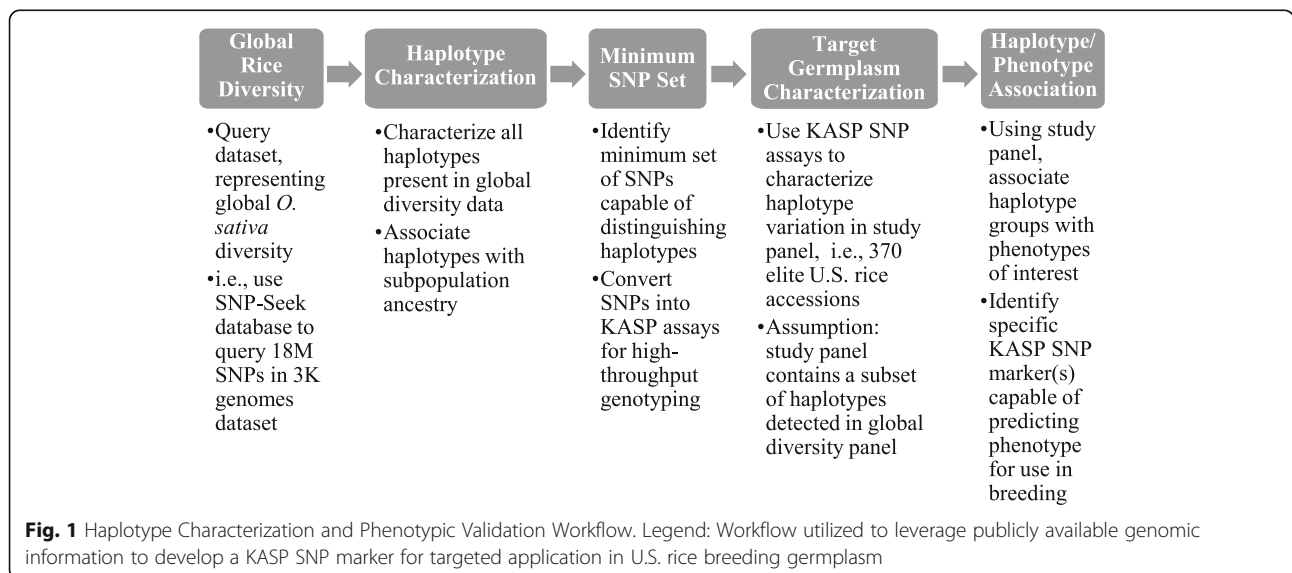 Global
Rice
Diversity
•Query
dataset,
representing
global O.
sativa
diversity
•i.e., use
SNP-Seek
database to
query 18M
SNPs in 3K
genomes
dataset
Haplotype
Characterization
•Characterize all
haplotypes
present in global
diversity data
•Associate
haplotypes with
subpopulation
ancestry
Minimum
SNP Set
•Identify
minimum set
of SNPs
capable of
distinguishing
haplotypes
•Convert
SNPs into
KASP assays
for high-
throughput
genotyping
Target
Germplasm
Characterization
•Use KASP SNP
assays to
characterize
haplotype
variation in study
panel, i.e., 370
elite U.S. rice
accessions
•Assumption:
study panel
contains a subset
of haplotypes
detected in global
diversity panel
Haplotype/
Phenotype
Association
•Using study
panel,
associate
haplotype
groups with
phenotypes
of interest
•Identify
specific
KASP SNP
marker(s)
capable of
predicting
phenotype
for use in
breeding
Fig. 1 Haplotype Characterization and Phenotypic Validation Workflow. Legend: Workflow utilized to leverage publicly available genomic
information to develop a KASP SNP marker for targeted application in U.S. rice breeding germplasm